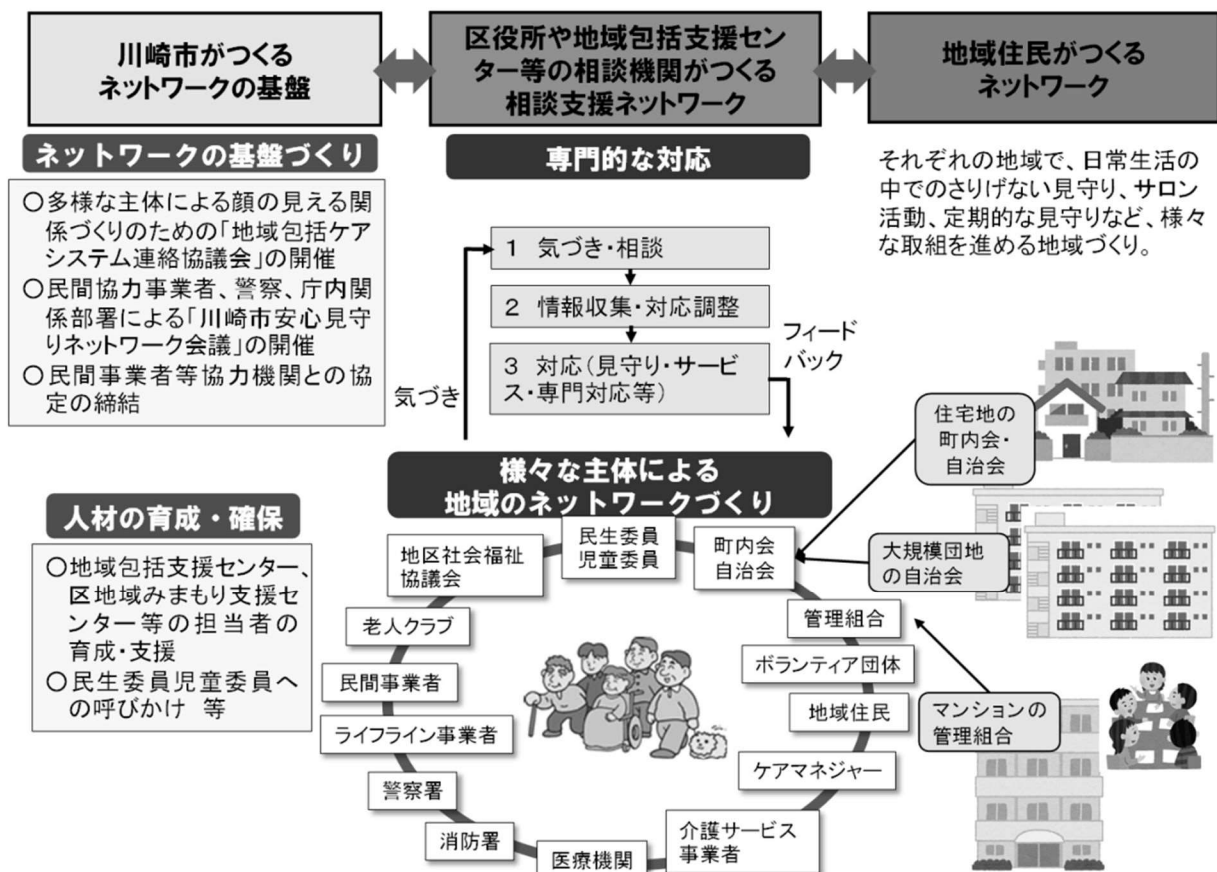 川崎市がつくる
ネットワークの基盤
区役所や地域包括支援セン
ター等の相談機関がつくる
相談支援ネットワーク
地域住民がつくる
ネットワーク
ネットワークの基盤づくり
○多様な主体による顔の見える関
係づくりのための「地域包括ケア
システム連絡協議会」の開催
○民間協力事業者、警察、庁内関
係部署による「川崎市安心見守
りネットワーク会議」の開催
○民間事業者等協力機関との協
定の締結
専門的な対応
1 気づき・相談
2 情報収集・対応調整
3 対応(見守り・サービ
ス・専門対応等)
気づき
フィード
バック
それぞれの地域で、日常生活の
中でのさりげない見守り、サロン
活動、定期的な見守りなど、様々
な取組を進める地域づくり。
人材の育成・確保
○地域包括支援センター、
区地域みまもり支援セ
ンター等の担当者の
育成・支援
○民生委員児童委員へ
の呼びかけ 等
様々な主体による
地域のネットワークづくり
民生委員
児童委員
町内会
自治会
管理組合
ボランティア団体
地域住民
ケアマネジャー
介護サービス
事業者
医療機関
消防署
警察署
ライフライン事業者
民間事業者
老人クラブ
地区社会福祉
協議会
住宅地の
町内会・
自治会
大規模団地
の自治会
マンションの
管理組合